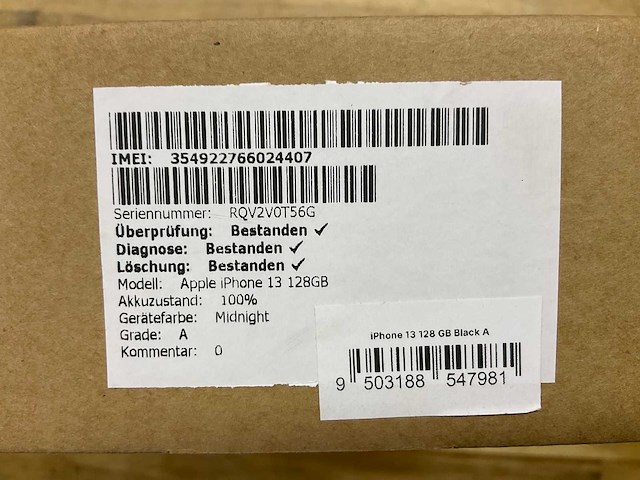 IMEI: 354922766024407
Seriennummer: RQV2V0T56G
Überprüfung: Bestanden ✓
Diagnose: Bestanden ✓
Löschung: Bestanden ✓
Modell: Apple iPhone 13 128GB
Akkuzustand: 100%
Gerätefarbe: Midnight
Grade: A
Kommentar: 0
iPhone 13 128 GB Black A
9 503188 547981